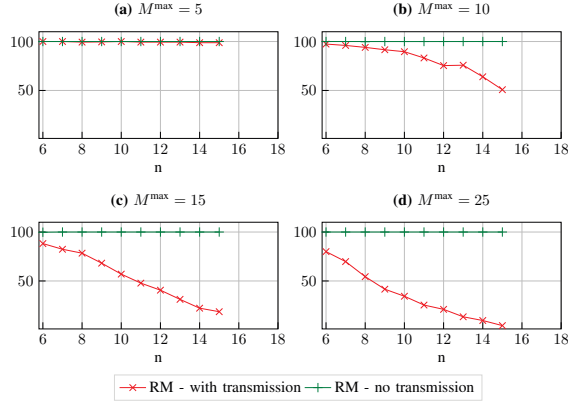 (a) M^max = 5
(b) M^max = 10
100
50
6 8 10 12 14 16 18
n
100
50
6 8 10 12 14 16 18
n
(c) M^max = 15
(d) M^max = 25
100
50
6 8 10 12 14 16 18
n
100
50
6 8 10 12 14 16 18
n
RM - with transmission RM - no transmission